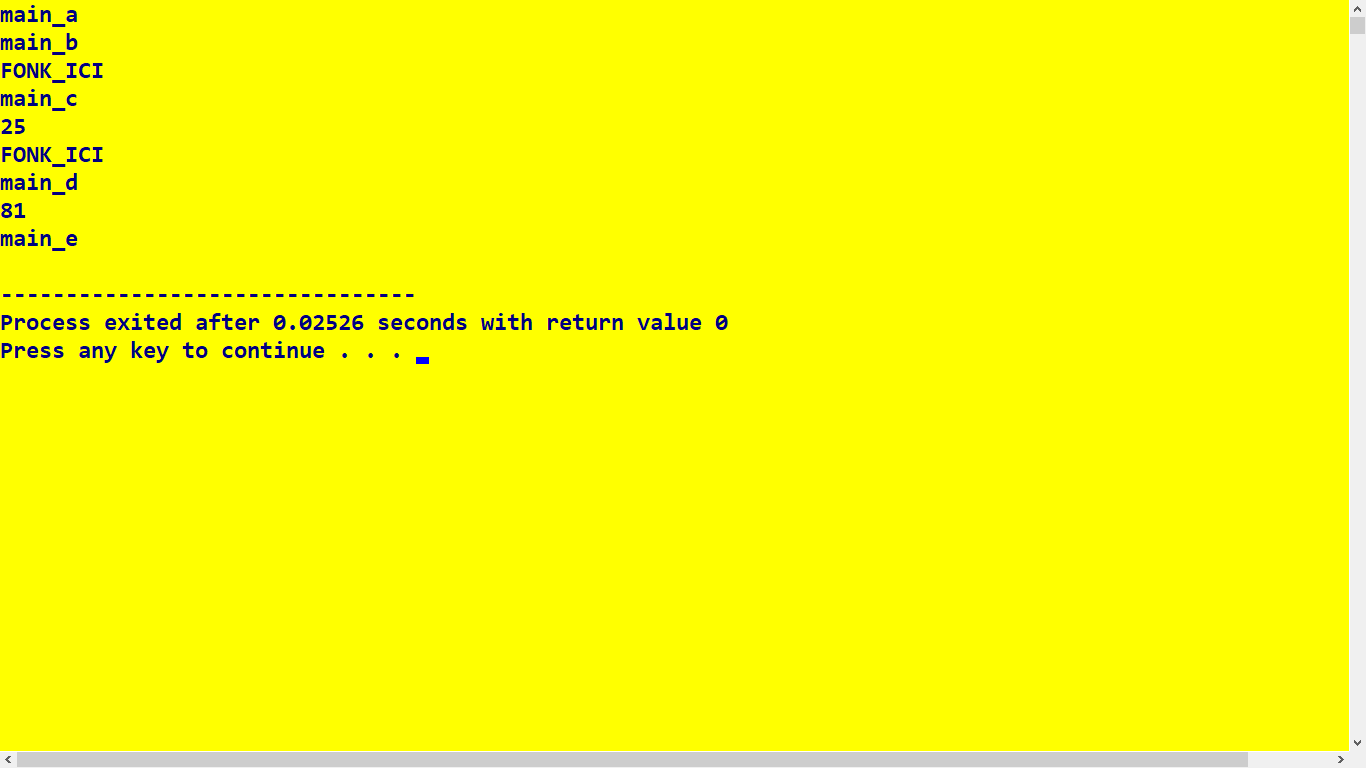 main_a
main_b
FONK_ICI
main_c
25
FONK_ICI
main_d
81
main_e
--------------------------------
Process exited after 0.02526 seconds with return value 0
Press any key to continue . . .